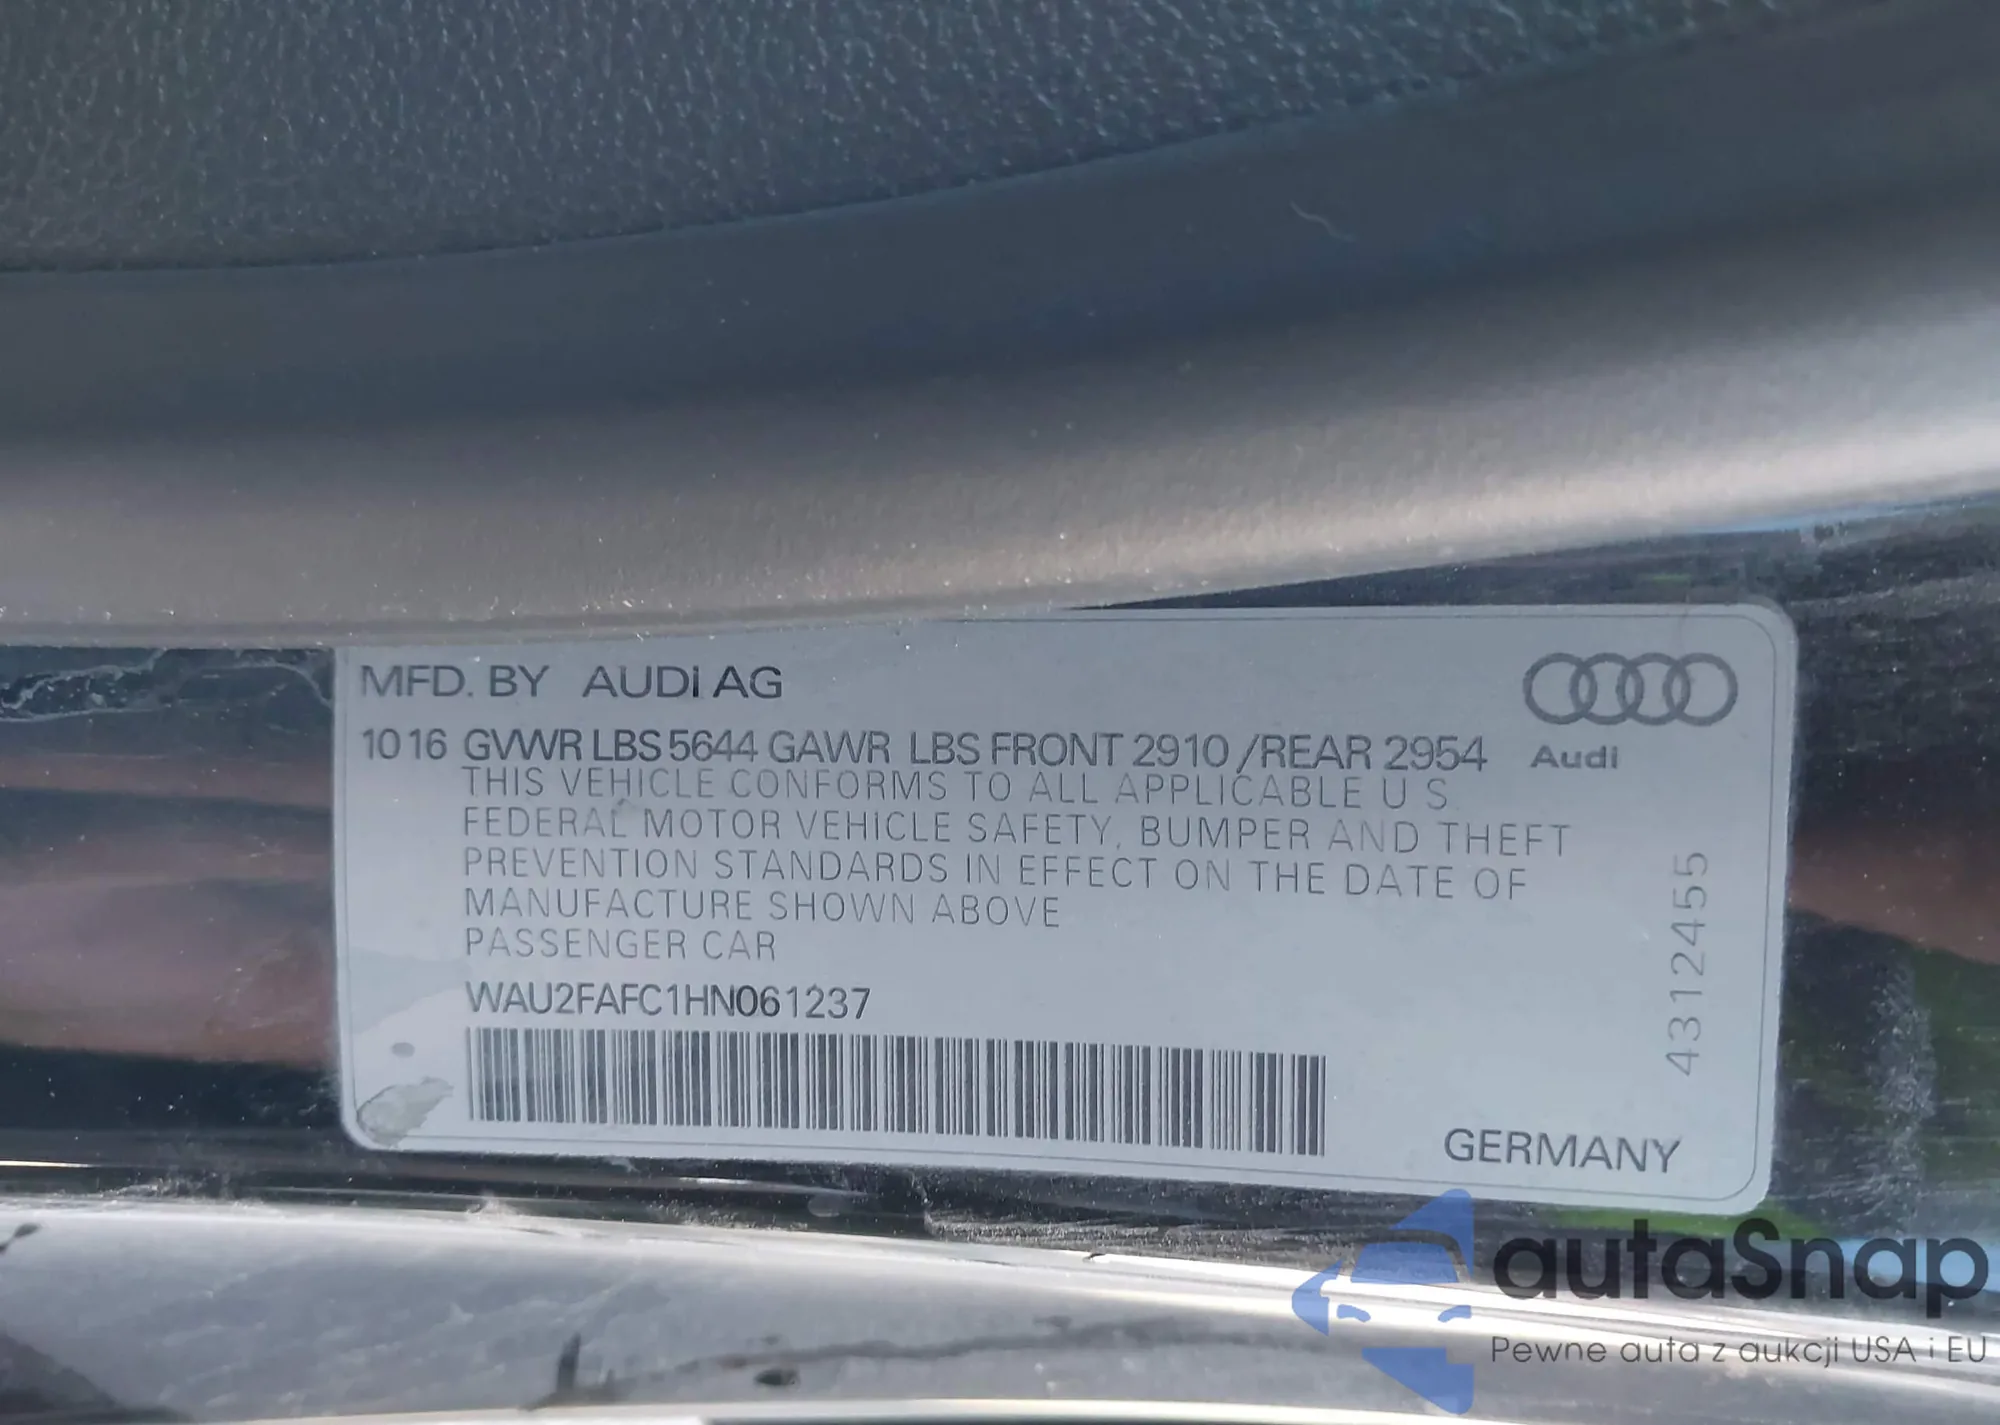 MFD. BY AUDI AG
10 16 GVWR LBS 5644 GAWR LBS FRONT 2910 /REAR 2954
Audi
THIS VEHICLE CONFORMS TO ALL APPLICABLE U S
FEDERAL MOTOR VEHICLE SAFETY, BUMPER AND THEFT
PREVENTION STANDARDS IN EFFECT ON THE DATE OF
MANUFACTURE SHOWN ABOVE
PASSENGER CAR
WAU2FAFC1HN061237
4312455
GERMANY
autaSnap
Pewne auta z aukcji USA i EU